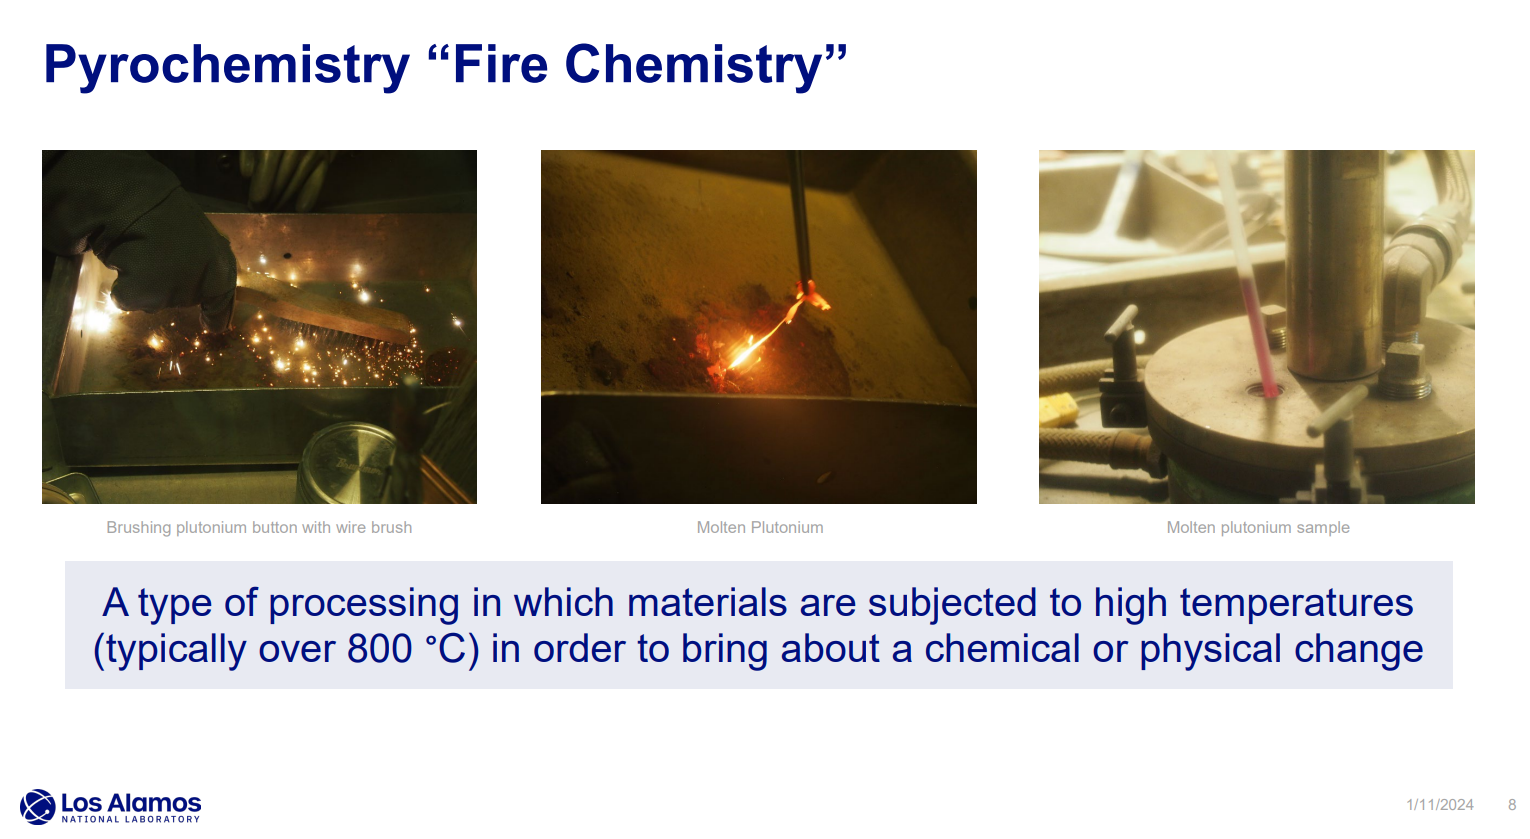 Pyrochemistry “Fire Chemistry”
Brushing plutonium button with wire brush
Molten Plutonium
Molten plutonium sample
A type of processing in which materials are subjected to high temperatures
(typically over 800 °C) in order to bring about a chemical or physical change
Los Alamos
NATIONAL LABORATORY
1/11/2024
8